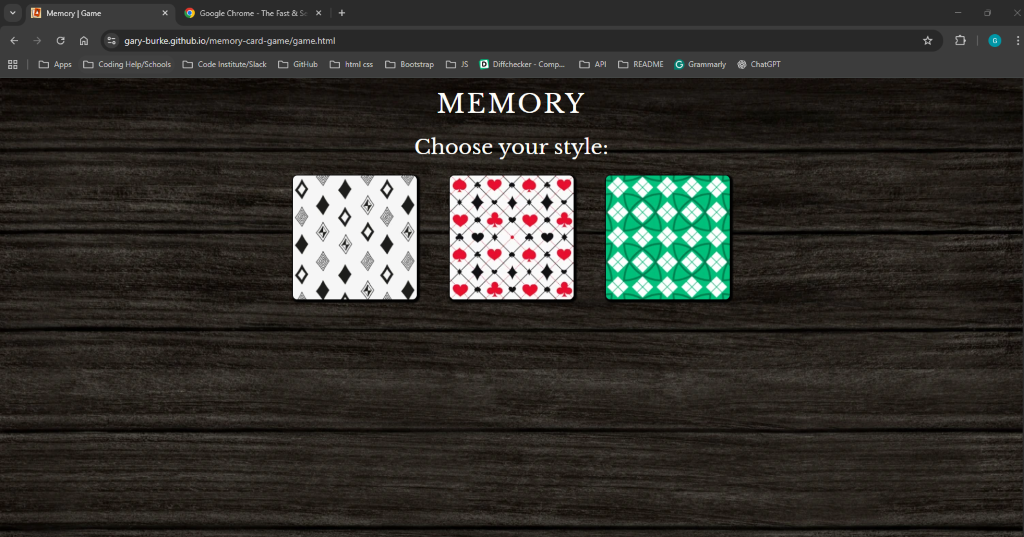 Memory | Game
Google Chrome - The Fast & Se
gary-burke.github.io/memory-card-game/game.html
G
Apps
Coding Help/Schools
Code Institute/Slack
GitHub
html css
Bootstrap
JS
Diffchecker - Comp...
API
README
Grammarly
ChatGPT
MEMORY
Choose your style: